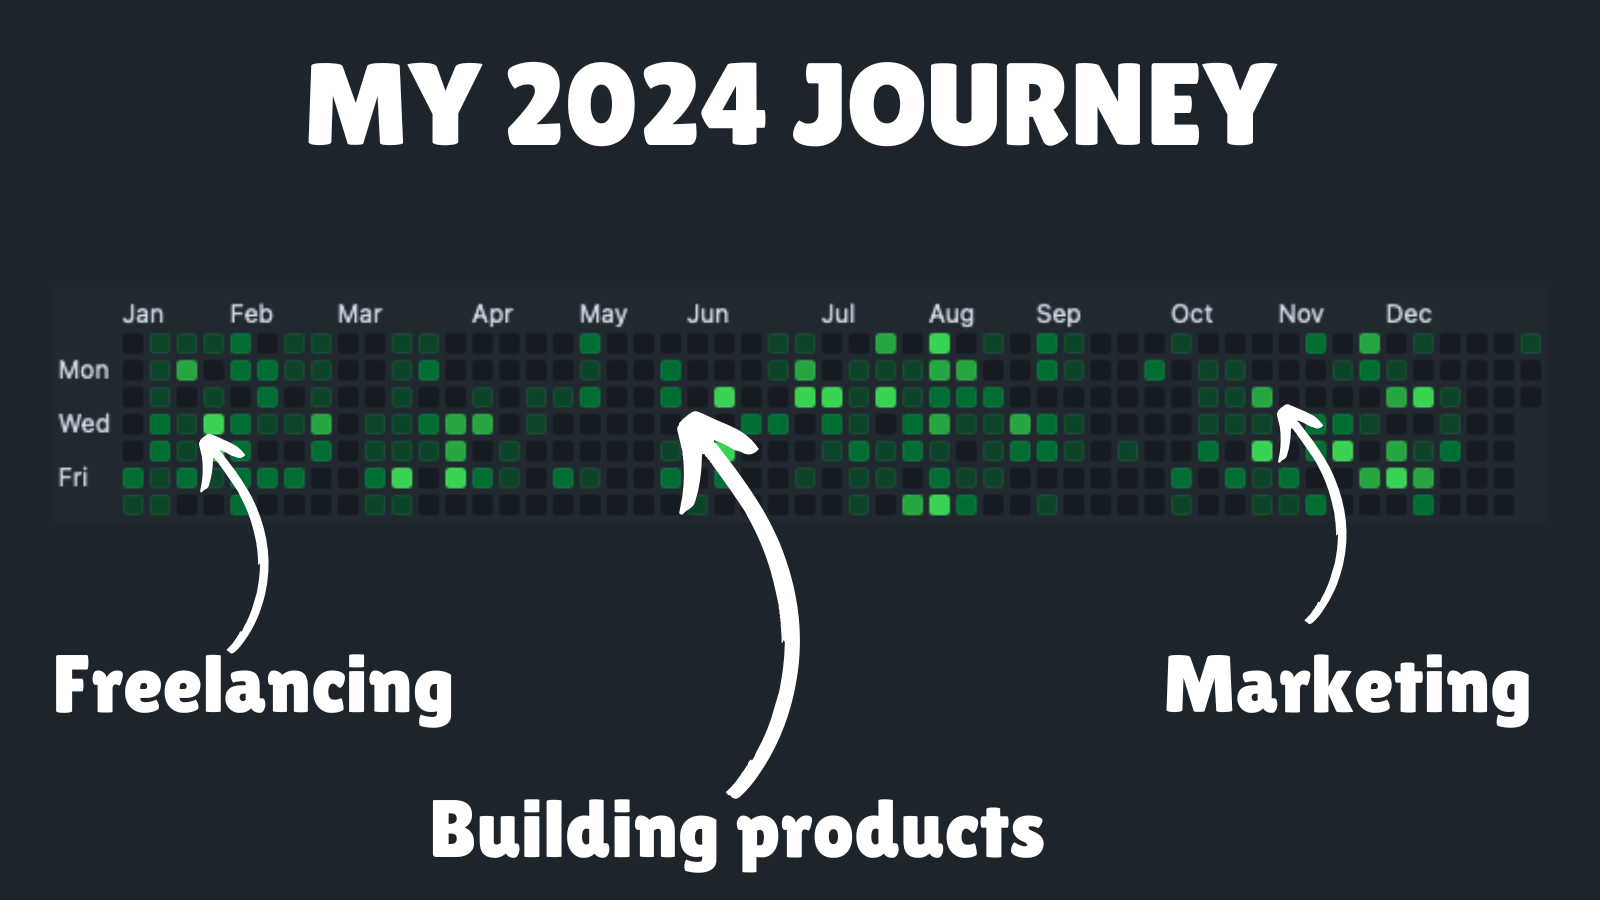 MY 2024 JOURNEY
Jan Feb Mar Apr May Jun Jul Aug Sep Oct Nov Dec
Mon
Wed
Fri
Freelancing
Marketing
Building products